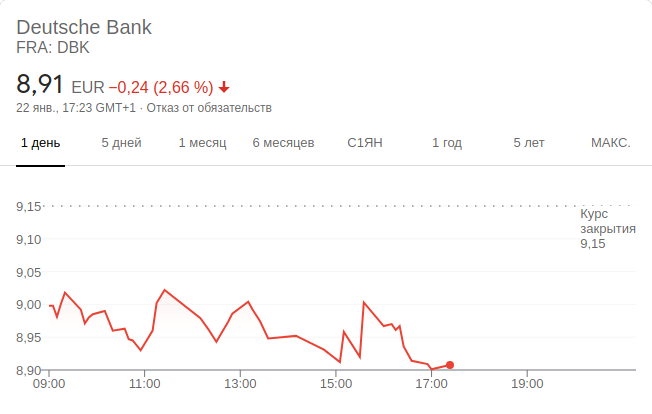 Deutsche Bank
FRA: DBK
8,91 EUR −0,24 (2,66 %)
22 янв., 17:23 GMT+1 · Отказ от обязательств
1 день 5 дней 1 месяц 6 месяцев С1ЯН 1 год 5 лет МАКС.
9,15
Курс
закрытия
9,15
9,10
9,05
9,00
8,95
8,90
09:00 11:00 13:00 15:00 17:00 19:00